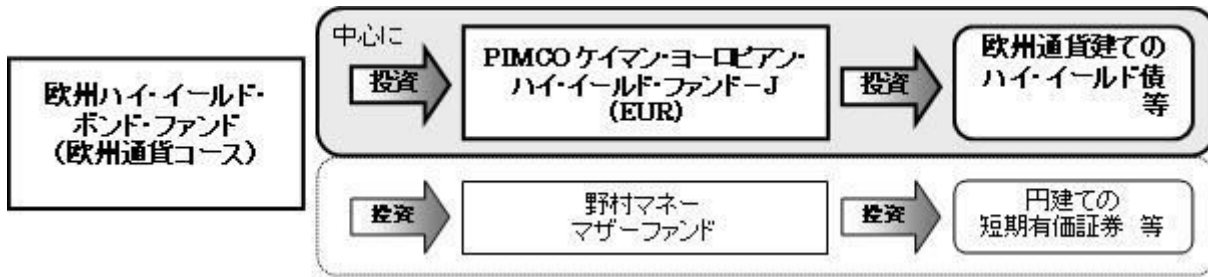 欧州ハイ・イールド・
ボンド・ファンド
(欧州通貨コース)
中心に
投資
PIMCO ケイマン・ヨーロピアン・
ハイ・イールド・ファンド－J
(EUR)
投資
欧州通貨建ての
ハイ・イールド債
等
投資
野村マネー
マザーファンド
投資
円建ての
短期有価証券 等